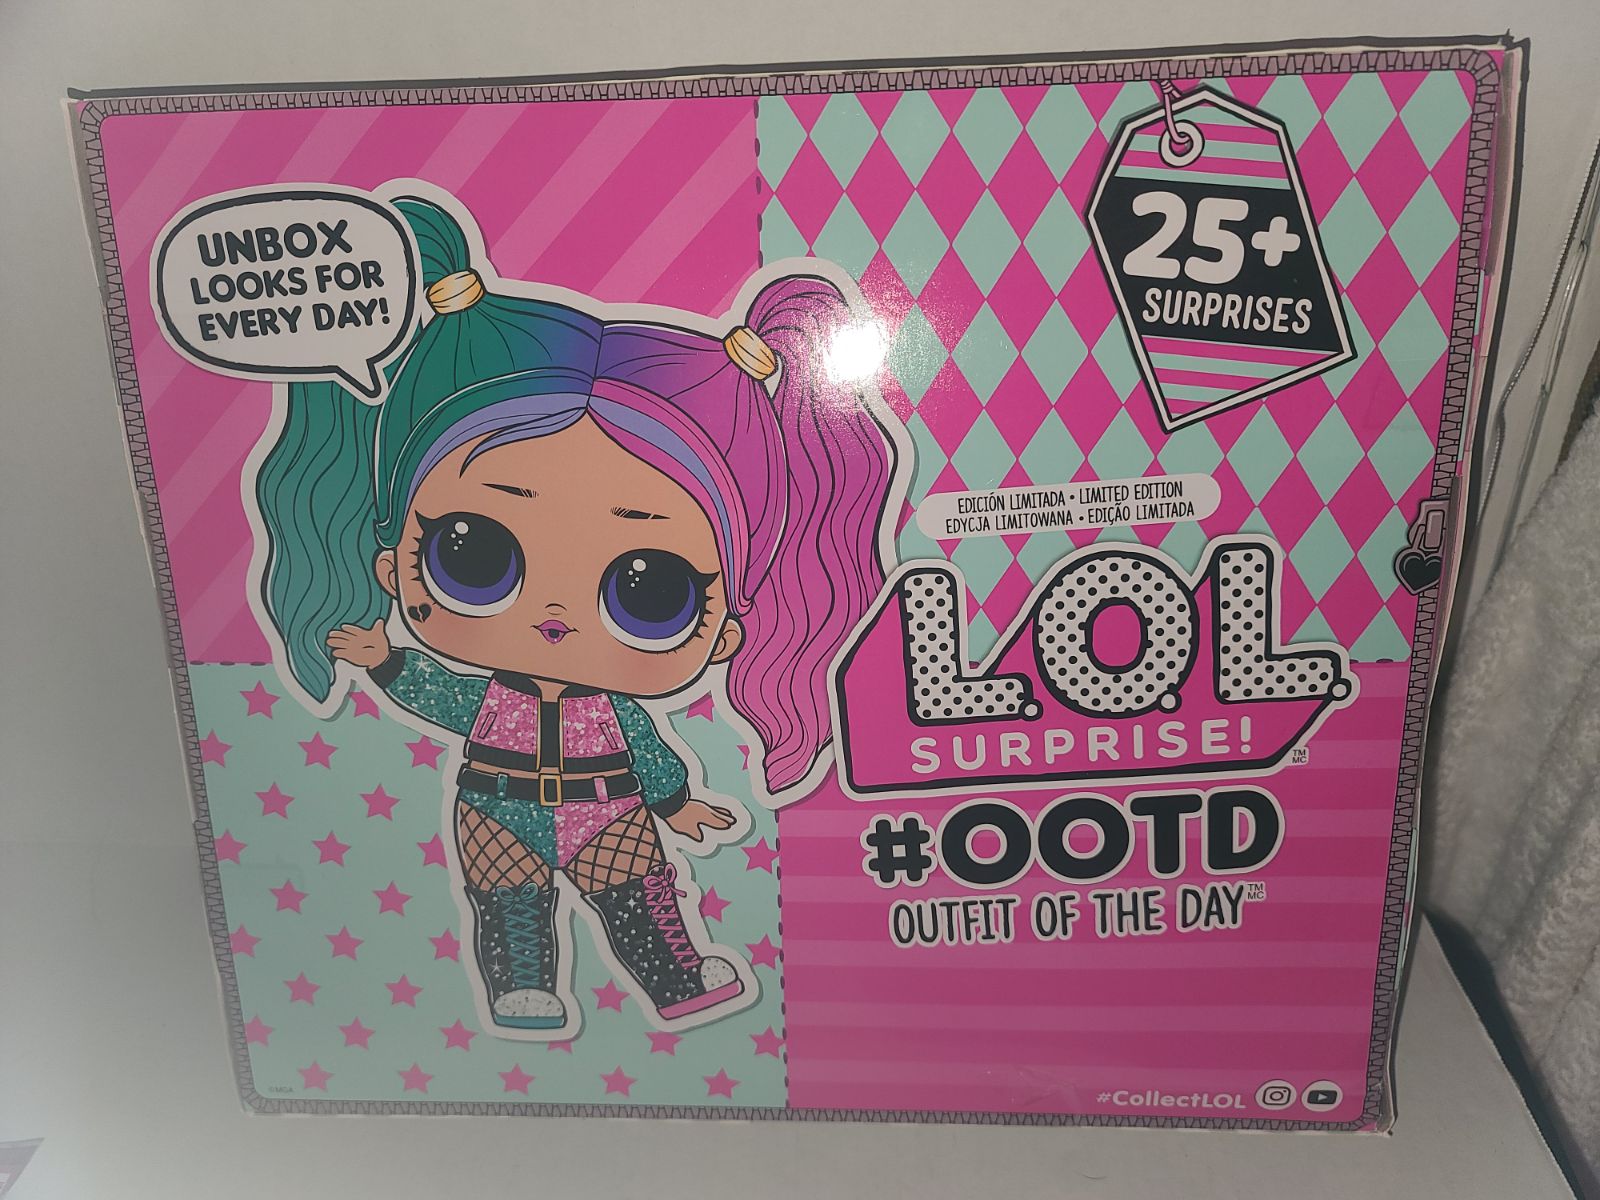 UNBOX
LOOKS FOR
EVERY DAY!
25+
SURPRISES
EDICIÓN LIMITADA • LIMITED EDITION
EDYCJA LIMITOWANA • EDIÇÃO LIMITADA
L.O.L.
SURPRISE!
TM
MC
#OOTD
OUTFIT OF THE DAY
TM
MC
©MGA
#CollectLOL